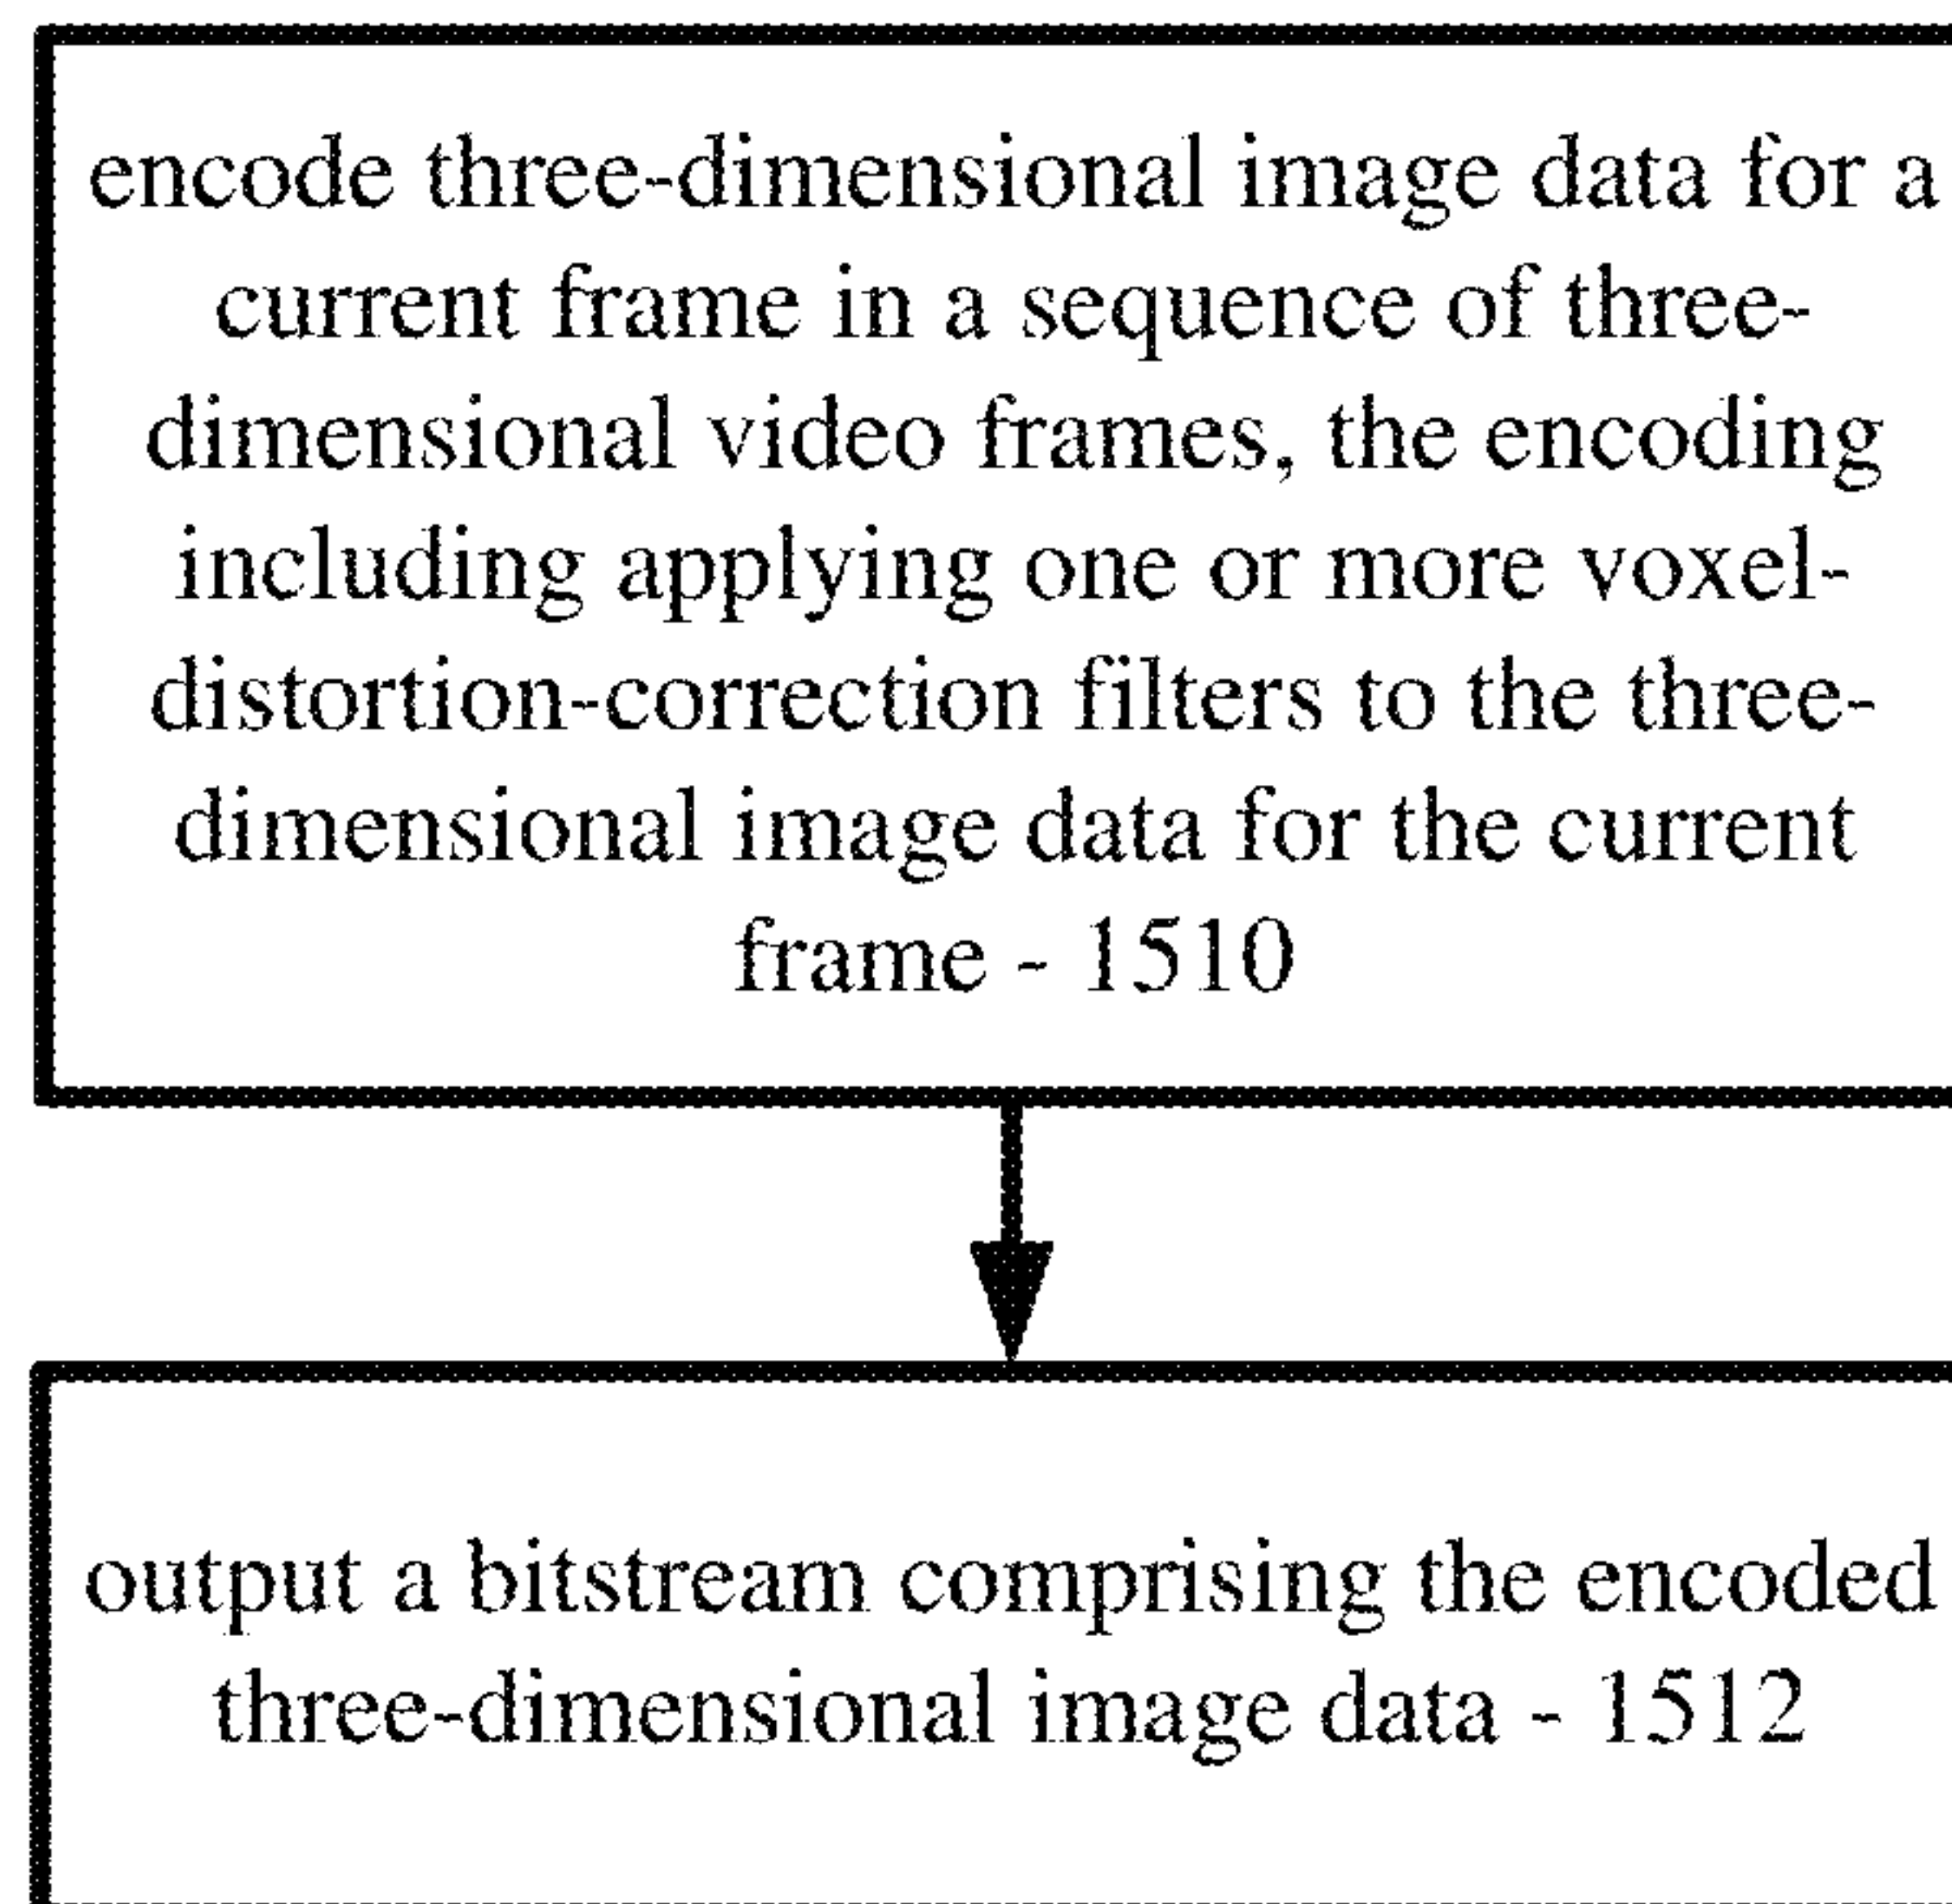 encode three-dimensional image data for a
current frame in a sequence of three-
dimensional video frames, the encoding
including applying one or more voxel-
distortion-correction filters to the three-
dimensional image data for the current
frame - 1510
output a bitstream comprising the encoded
three-dimensional image data - 1512